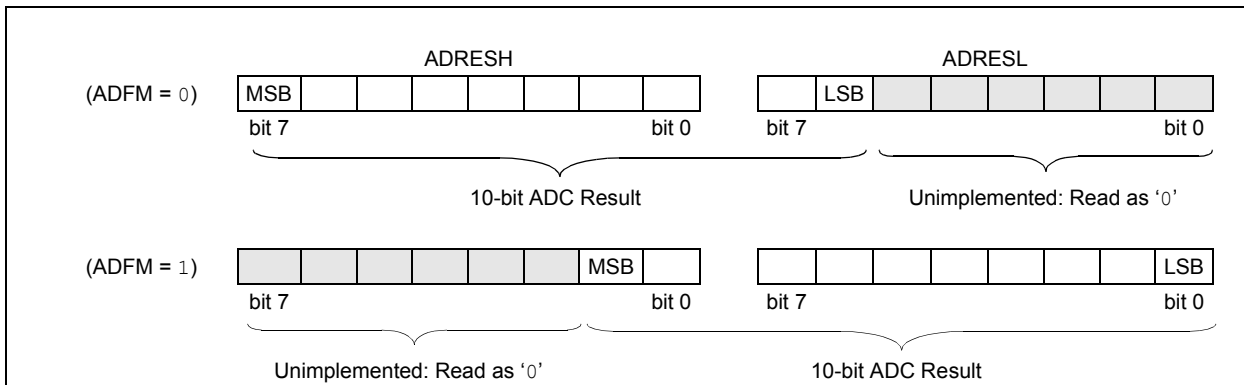 ADRESH ADRESL
(ADFM = 0) MSB LSB
bit 7 bit 0 bit 7 bit 0
10-bit ADC Result Unimplemented: Read as ‘0’
(ADFM = 1) MSB LSB
bit 7 bit 0 bit 7 bit 0
Unimplemented: Read as ‘0’ 10-bit ADC Result